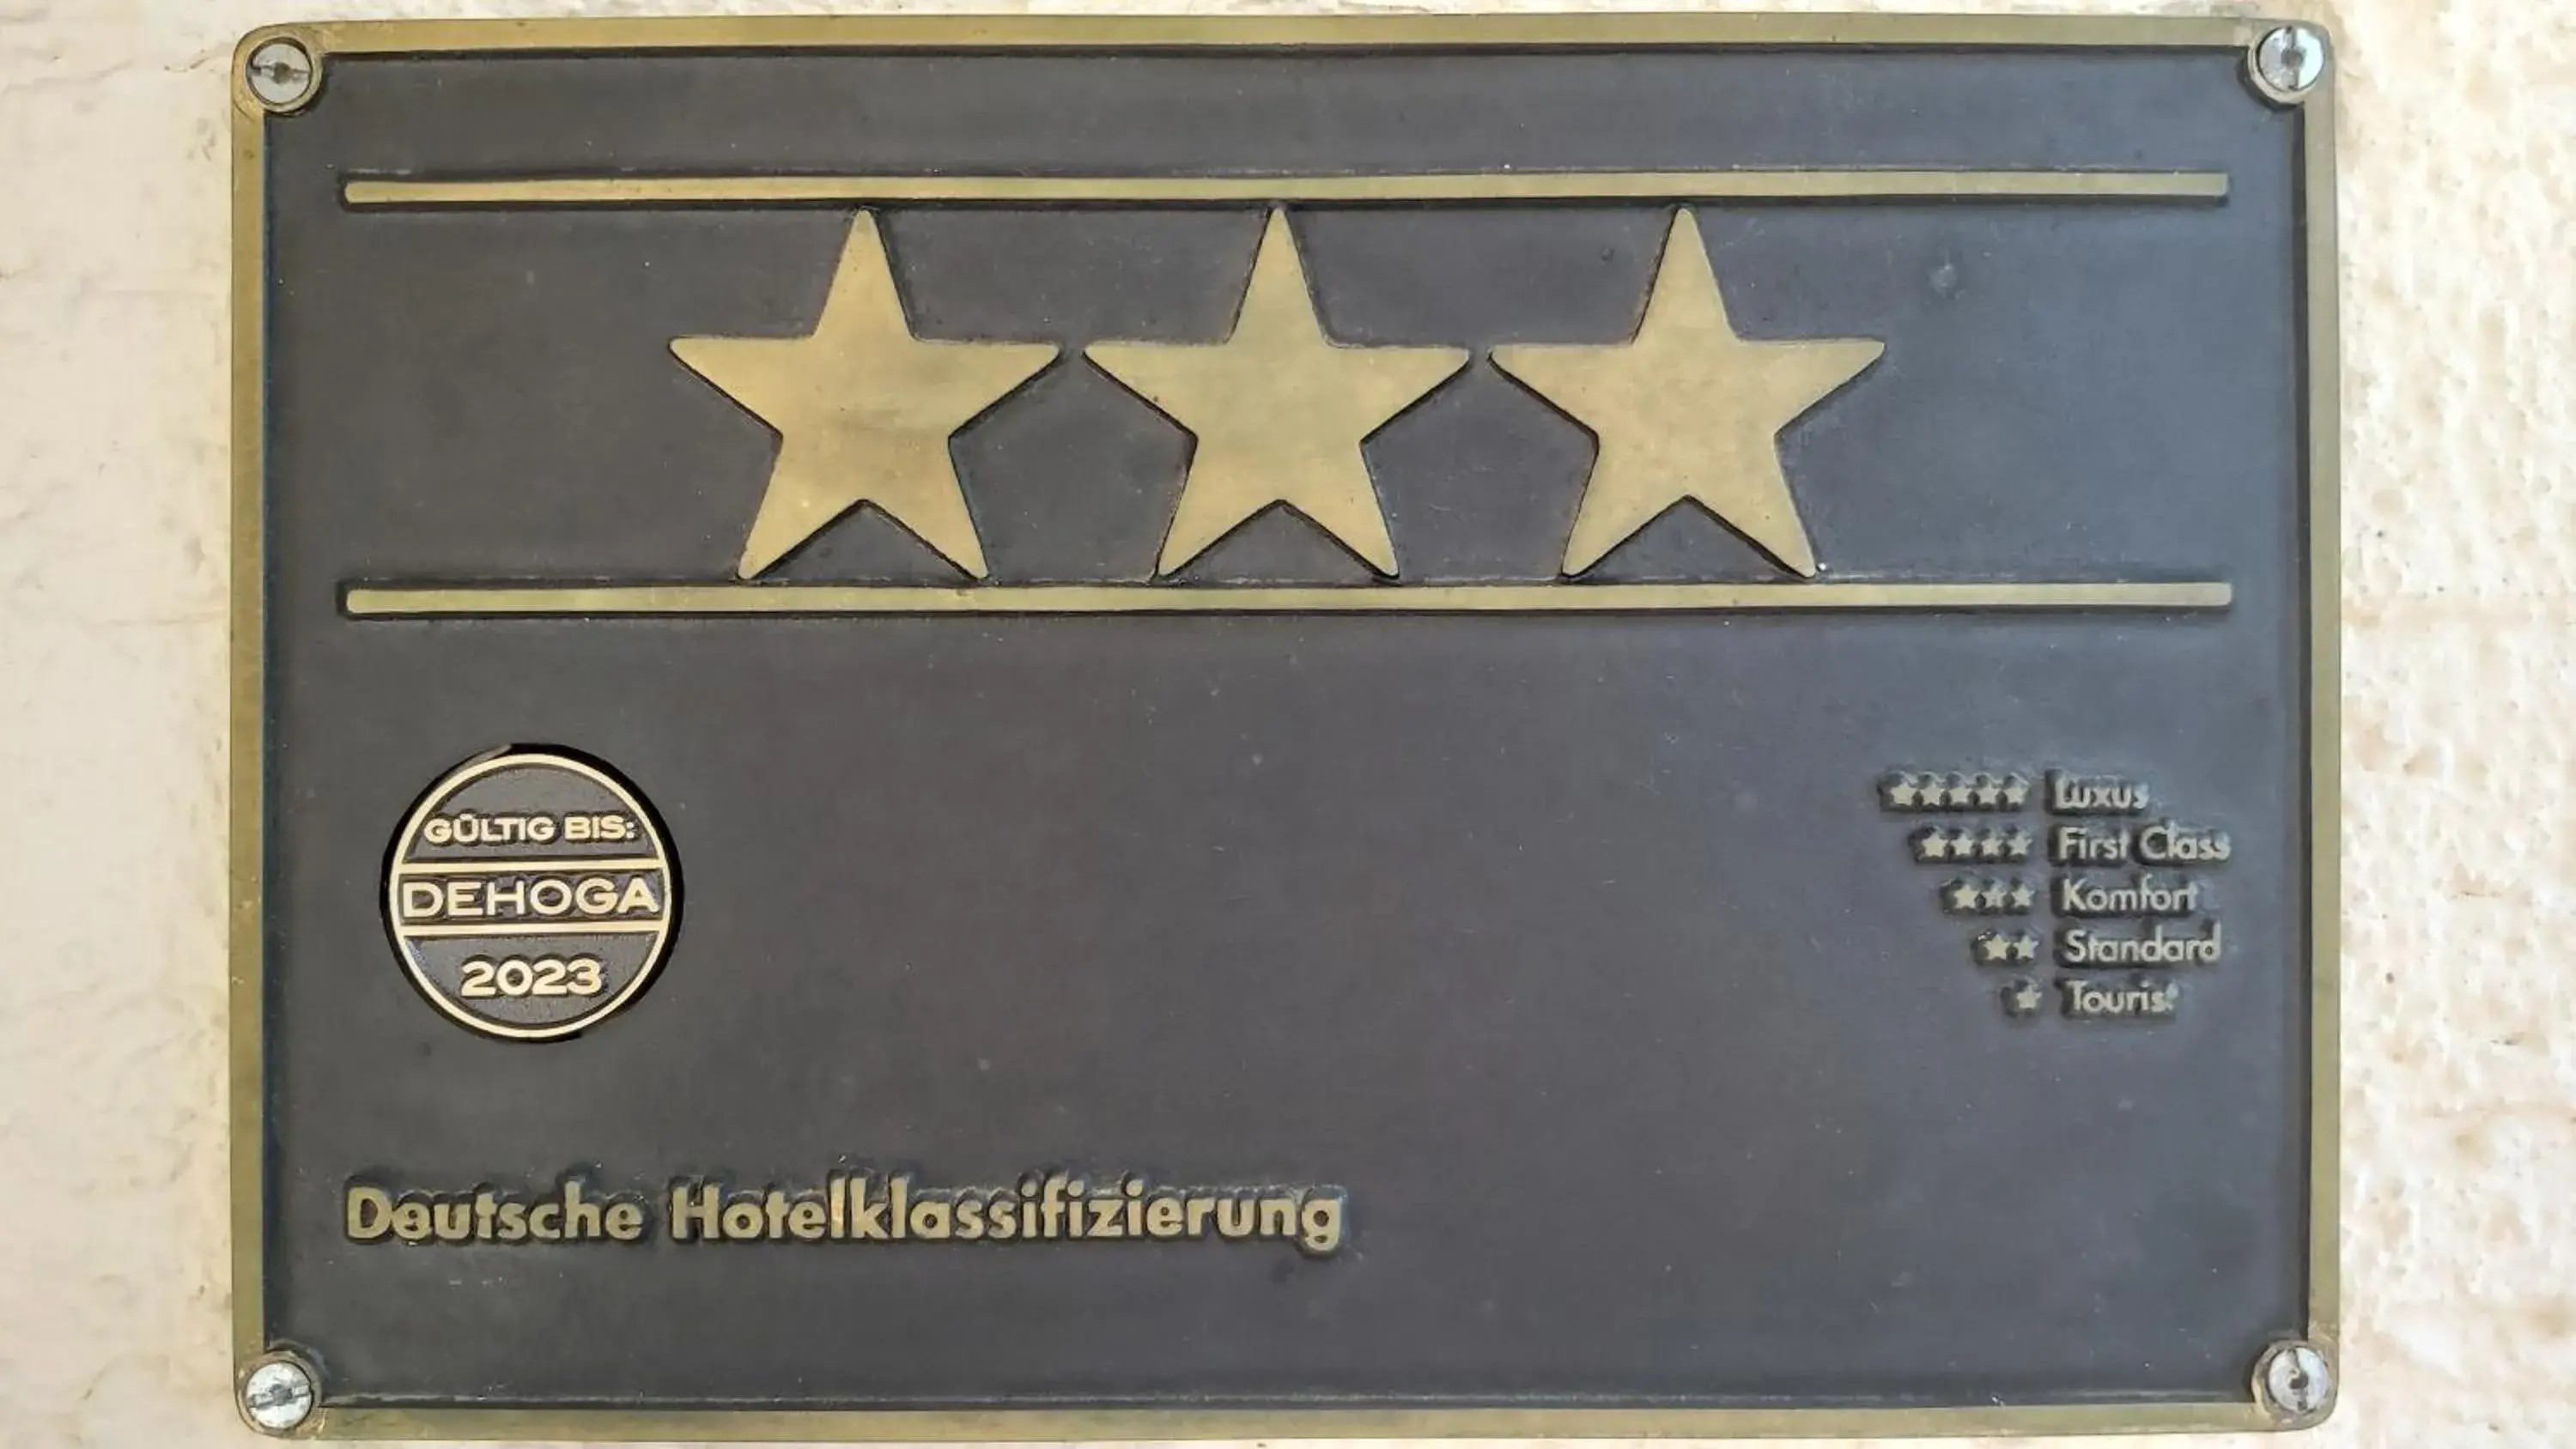 GÜLTIG BIS:
DEHOGA
2023
Luxus
First Class
Komfort
Standard
Tourist
Deutsche Hotelklassifizierung